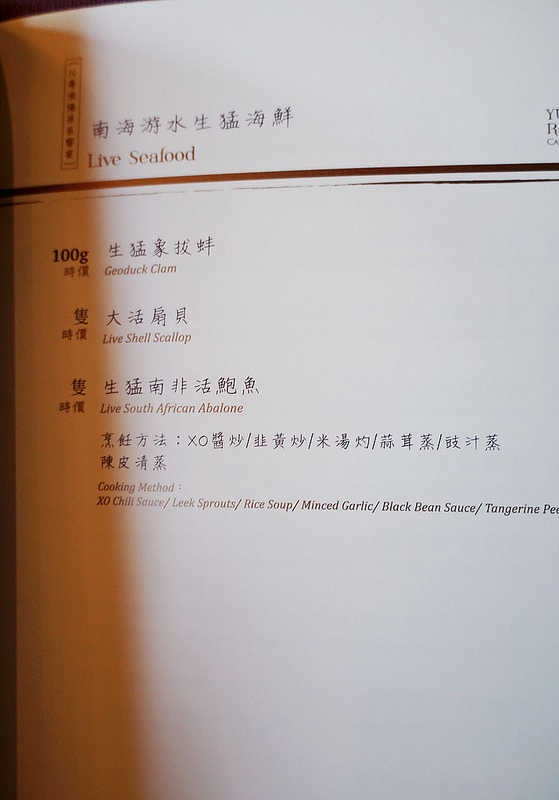 南海游水生猛海鮮
Live Seafood
YU
R
CA
100g 生猛象拔蚌
時價 Geoduck Clam
隻 大活扇貝
時價 Live Shell Scallop
隻 生猛南非活鮑魚
時價 Live South African Abalone
烹飪方法：XO醬炒/韭黃炒/米湯灼/蒜茸蒸/豉汁蒸
陳皮清蒸
Cooking Method :
XO Chili Sauce/ Leek Sprouts/ Rice Soup/ Minced Garlic/ Black Bean Sauce/ Tangerine Pee